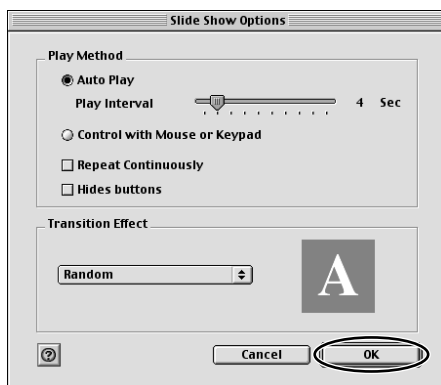 Slide Show Options
Play Method
Auto Play
Play Interval 4 Sec
Control with Mouse or Keypad
Repeat Continuously
Hides buttons
Transition Effect
Random
A
?
Cancel OK